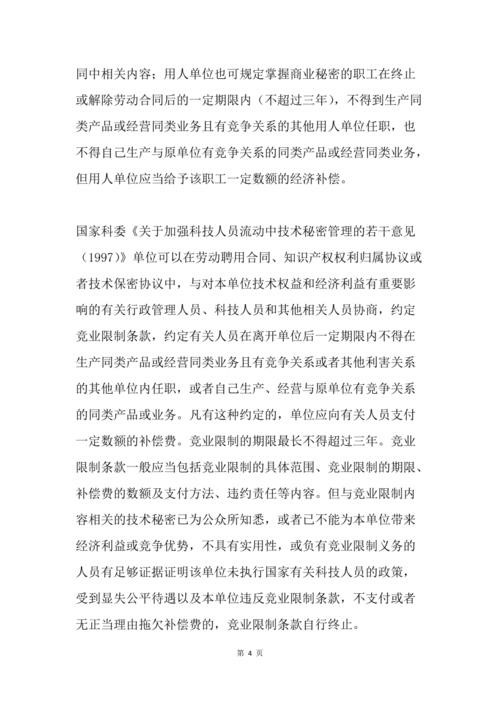 同中相关内容；用人单位也可规定掌握商业秘密的职工在终止
或解除劳动合同后的一定期限内（不超过三年），不得到生产同
类产品或经营同类业务且有竞争关系的其他用人单位任职，也
不得自己生产与原单位有竞争关系的同类产品或经营同类业务，
但用人单位应当给予该职工一定数额的经济补偿。
国家科委《关于加强科技人员流动中技术秘密管理的若干意见
（1997）》单位可以在劳动聘用合同、知识产权权利归属协议或
者技术保密协议中，与对本单位技术权益和经济利益有重要影
响的有关行政管理人员、科技人员和其他相关人员协商，约定
竞业限制条款，约定有关人员在离开单位后一定期限内不得在
生产同类产品或经营同类业务且有竞争关系或者其他利害关系
的其他单位内任职，或者自己生产、经营与原单位有竞争关系
的同类产品或业务。凡有这种约定的，单位应向有关人员支付
一定数额的补偿费。竞业限制的期限最长不得超过三年。竞业
限制条款一般应当包括竞业限制的具体范围、竞业限制的期限、
补偿费的数额及支付方法、违约责任等内容。但与竞业限制内
容相关的技术秘密已为公众所知悉，或者已不能为本单位带来
经济利益或竞争优势，不具有实用性，或负有竞业限制义务的
人员有足够证据证明该单位未执行国家有关科技人员的政策，
受到显失公平待遇以及本单位违反竞业限制条款，不支付或者
无正当理由拖欠补偿费的，竞业限制条款自行终止。
第 4 页